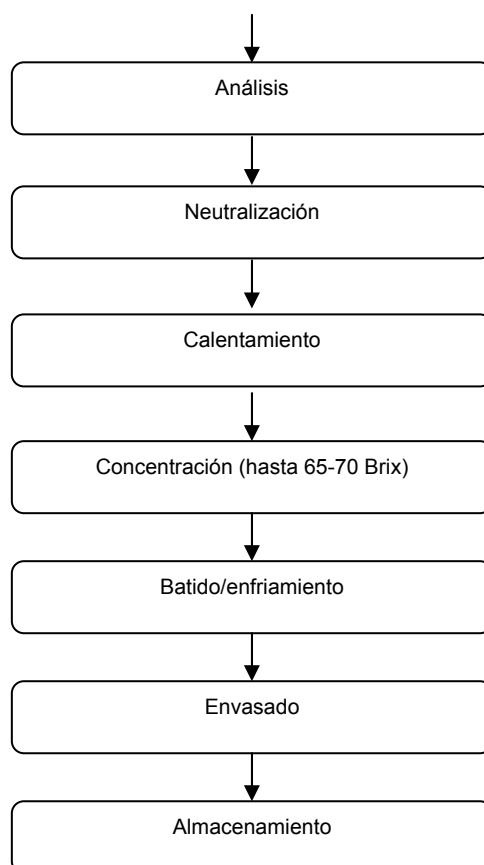 Análisis
Neutralización
Calentamiento
Concentración (hasta 65-70 Brix)
Batido/enfriamiento
Envasado
Almacenamiento